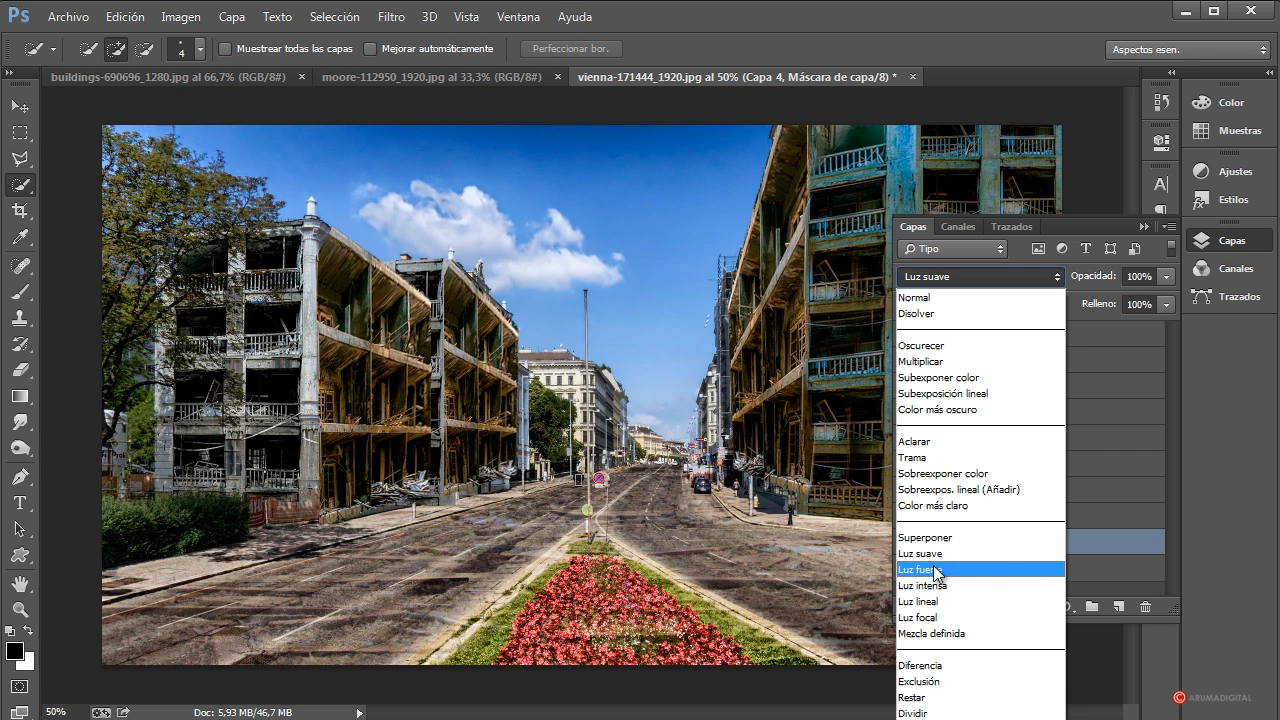 Ps Archivo Edición Imagen Capa Texto Selección Filtro 3D Vista Ventana Ayuda
4 Muestrear todas las capas Mejorar automáticamente Perfeccionar bor. Aspectos esen.
buildings-690696_1280.jpg al 66,7% (RGB/8#) × moore-112950_1920.jpg al 33,3% (RGB/8#) × vienna-171444_1920.jpg al 50% (Capa 4, Máscara de capa/8) * ×
Color
Muestras
Ajustes
Estilos
Capas
Canales
Trazados
Capas Canales Trazados
Tipo
Luz suave Opacidad: 100%
Relleno: 100%
Normal
Disolver
Oscurecer
Multiplicar
Subexponer color
Subexposición lineal
Color más oscuro
Aclarar
Trama
Sobreexponer color
Sobreexpos. lineal (Añadir)
Color más claro
Superponer
Luz suave
Luz fuerte
Luz intensa
Luz lineal
Luz focal
Mezcla definida
Diferencia
Exclusión
Restar
Dividir
50% Doc: 5,93 MB/46,7 MB
© ARUMADIGITAL